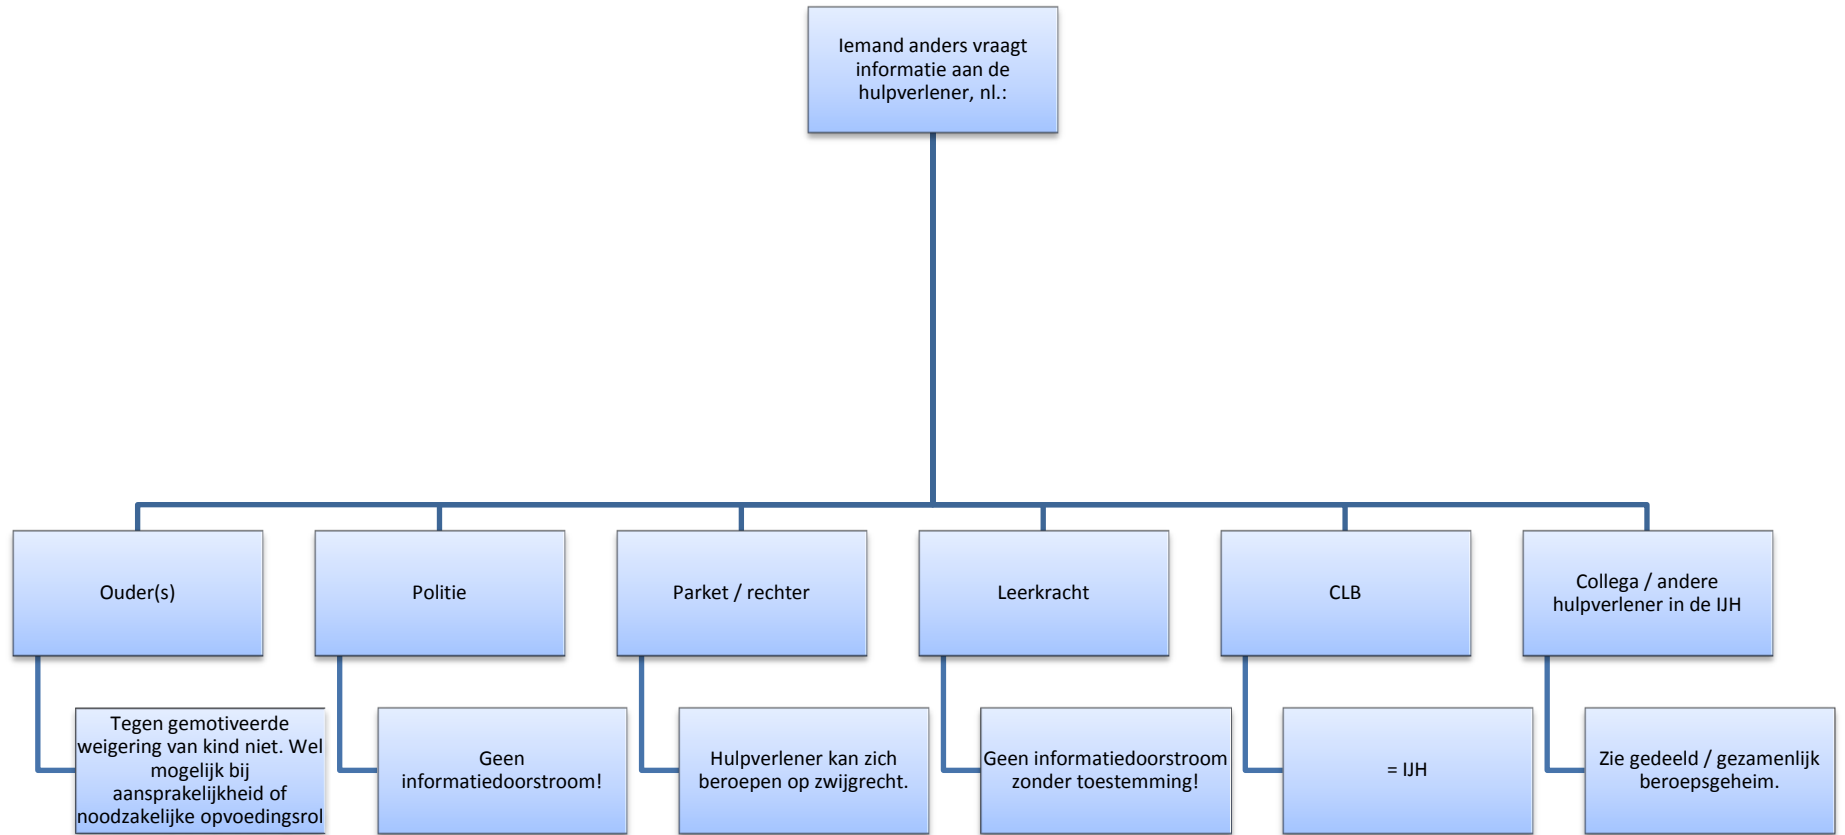 Iemand anders vraagt
informatie aan de
hulpverlener, nl.:
Ouder(s)
Politie
Parket / rechter
Leerkracht
CLB
Collega / andere
hulpverlener in de IJH
Tegen gemotiveerde
weigering van kind niet. Wel
mogelijk bij
aansprakelijkheid of
noodzakelijke opvoedingsrol
Geen
informatiedoorstroom!
Hulpverlener kan zich
beroepen op zwijgrecht.
Geen informatiedoorstroom
zonder toestemming!
= IJH
Zie gedeeld / gezamenlijk
beroepsgeheim.